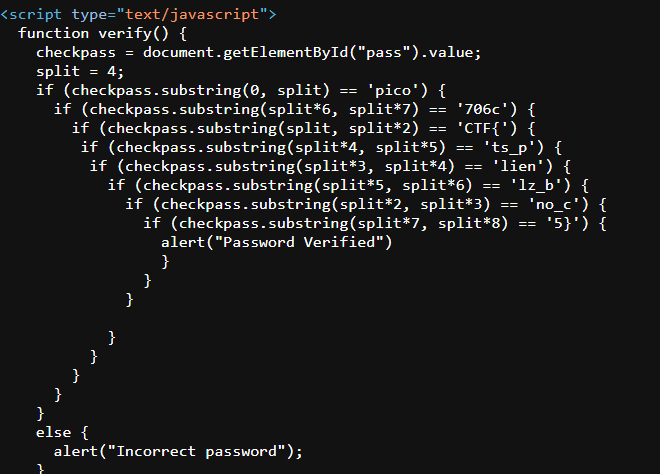 <script type="text/javascript">
  function verify() {
    checkpass = document.getElementById("pass").value;
    split = 4;
    if (checkpass.substring(0, split) == 'pico') {
      if (checkpass.substring(split*6, split*7) == '706c') {
        if (checkpass.substring(split, split*2) == 'CTF{') {
         if (checkpass.substring(split*4, split*5) == 'ts_p') {
          if (checkpass.substring(split*3, split*4) == 'lien') {
            if (checkpass.substring(split*5, split*6) == 'lz_b') {
              if (checkpass.substring(split*2, split*3) == 'no_c') {
                if (checkpass.substring(split*7, split*8) == '5}') {
                  alert("Password Verified")
                  }
                }
              }

            }
          }
        }
      }
    }
    else {
      alert("Incorrect password");
    }